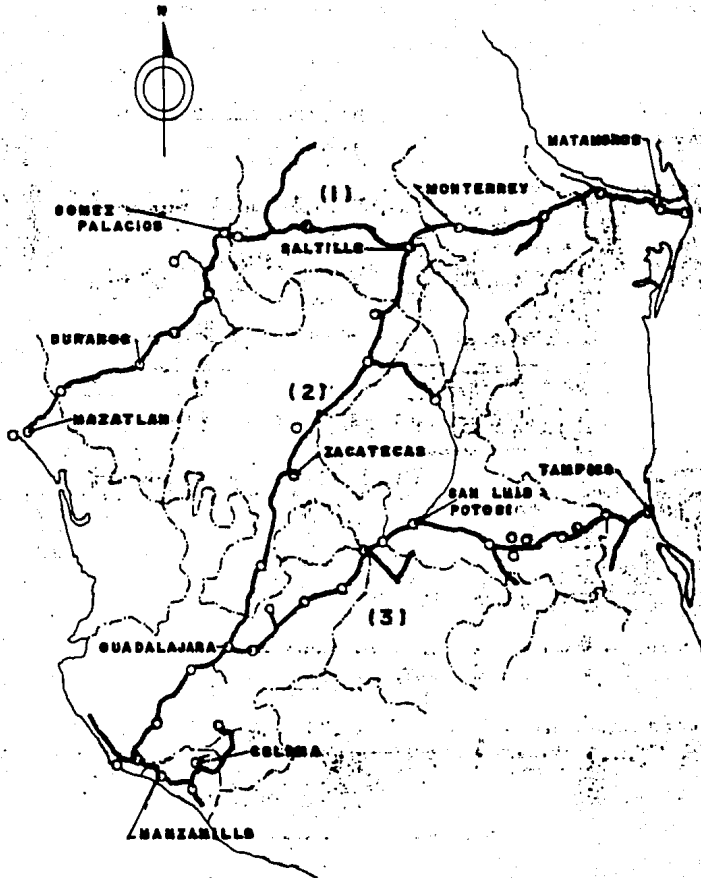 N
MATAMOROS
(1)
MONTERREY
GOMEZ
PALACIOS
SALTILLO
DURANGO
(2)
MAZATLAN
ZACATECAS
TAMPICO
SAN LUIS
POTOSI
(3)
GUADALAJARA
COLIMA
MANZANILLO